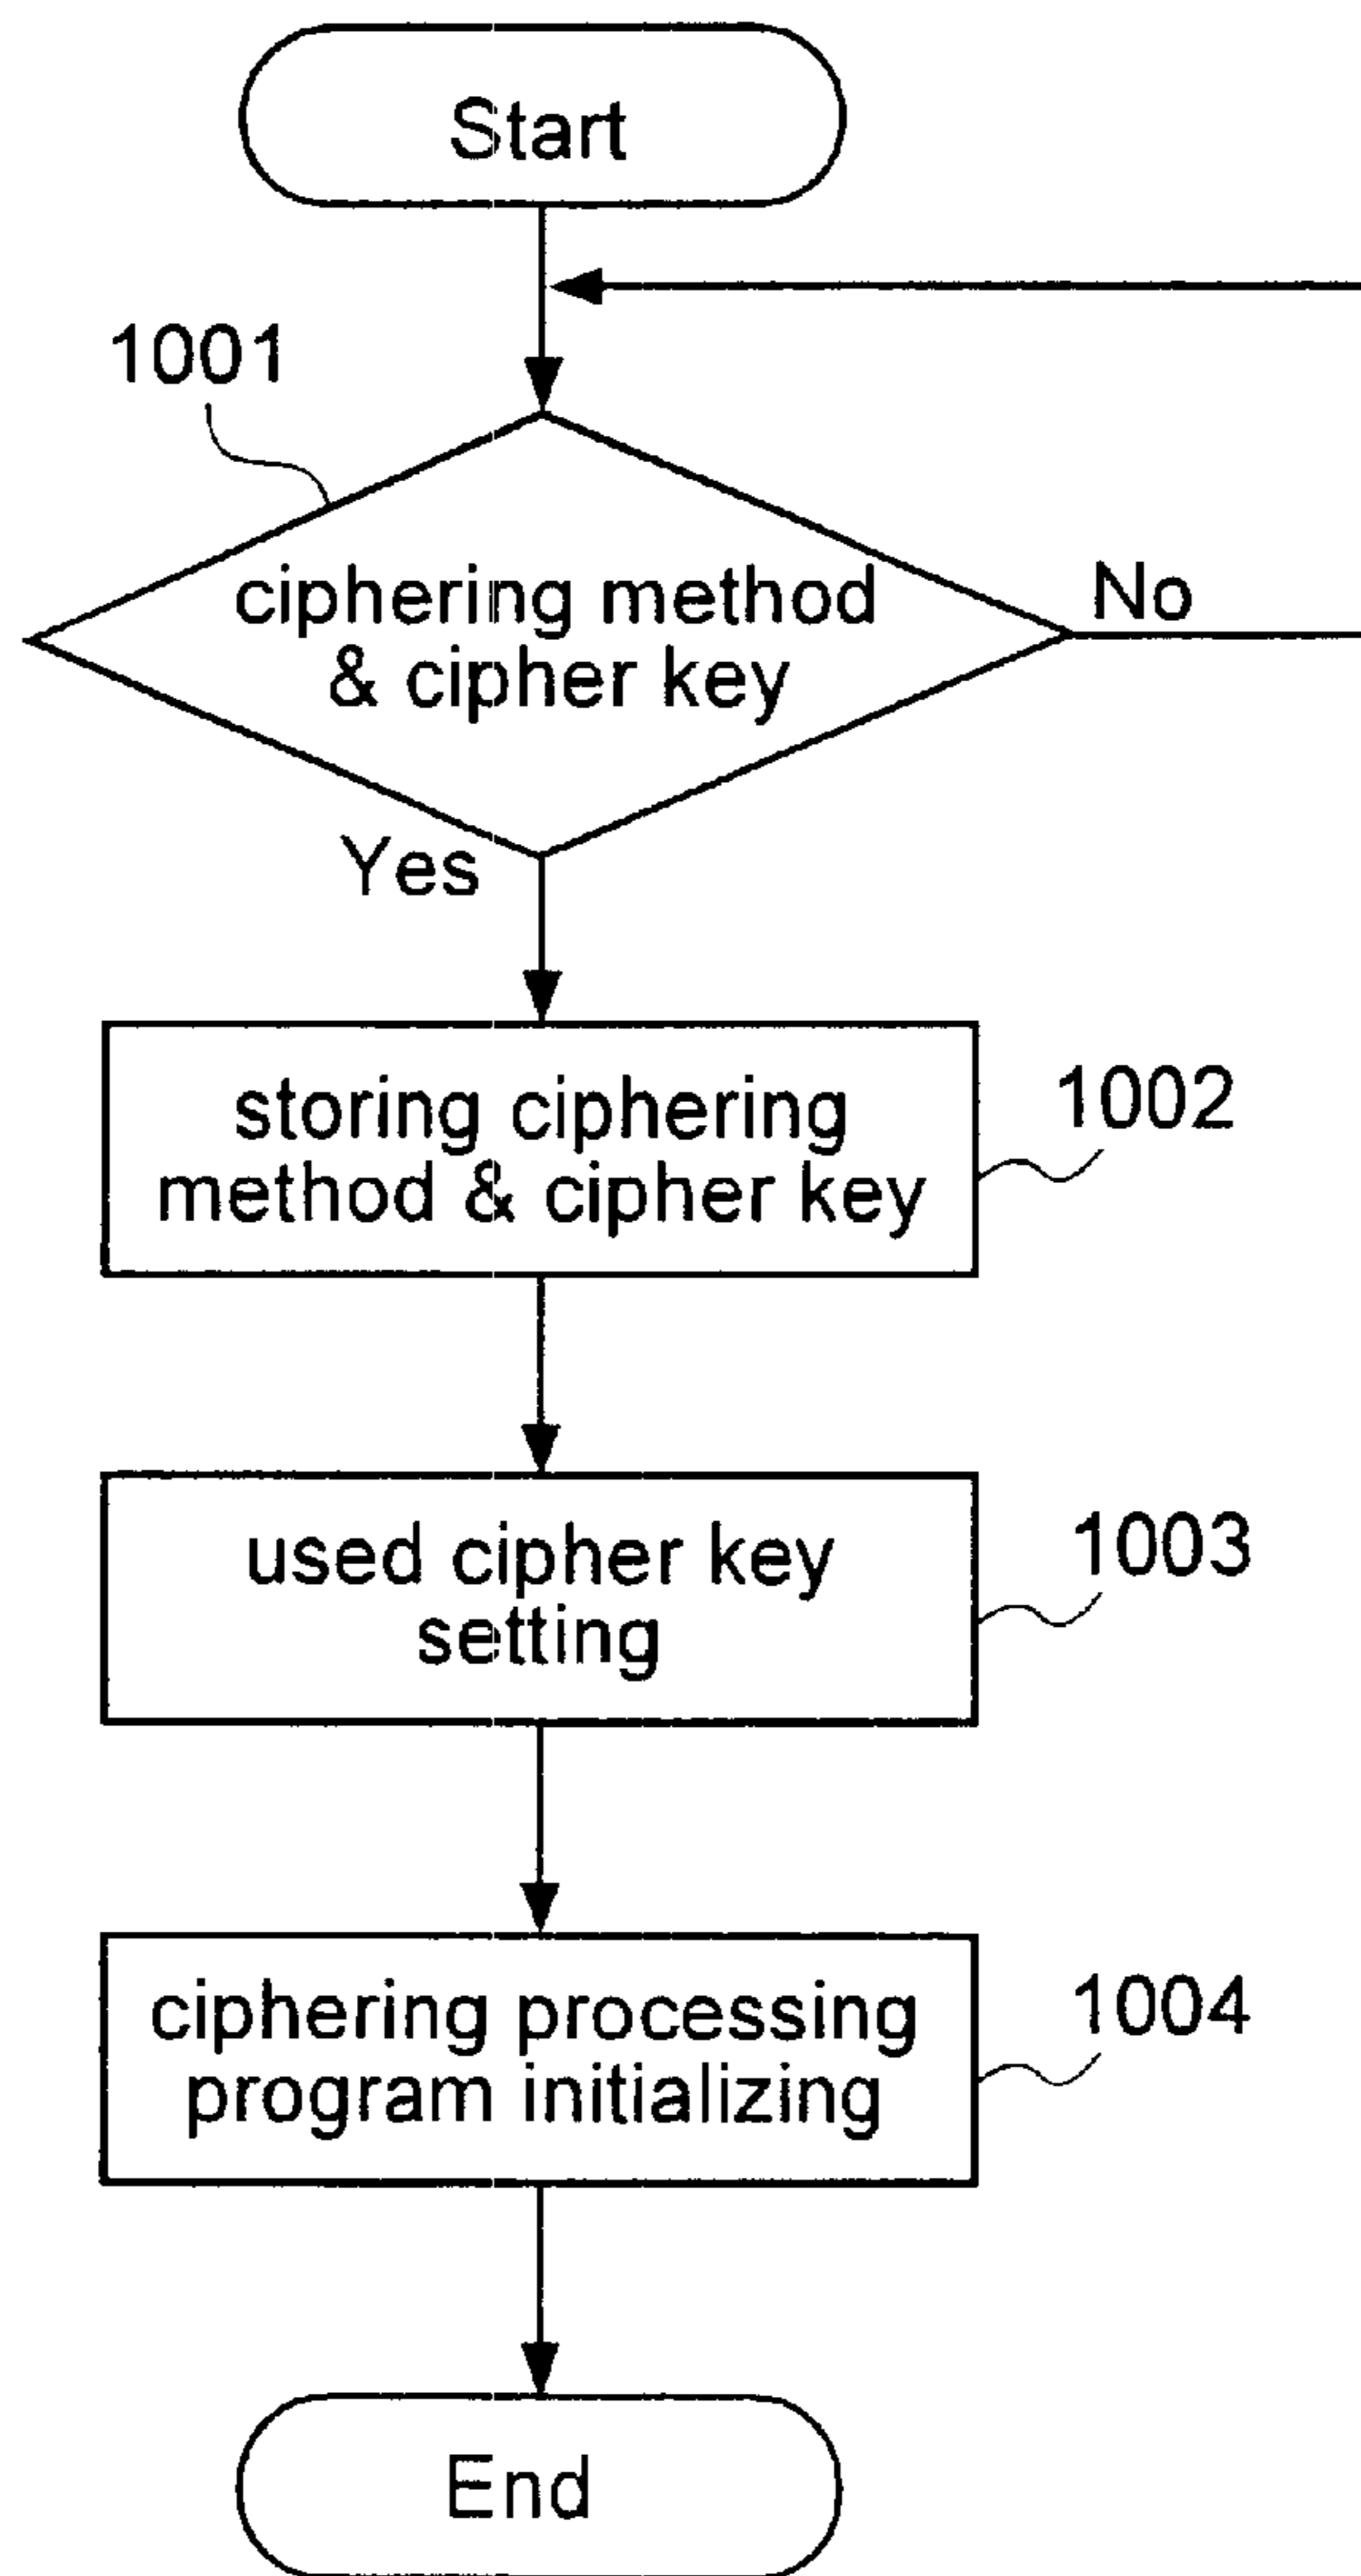 Start
1001
ciphering method
& cipher key
No
Yes
storing ciphering
method & cipher key
1002
used cipher key
setting
1003
ciphering processing
program initializing
1004
End